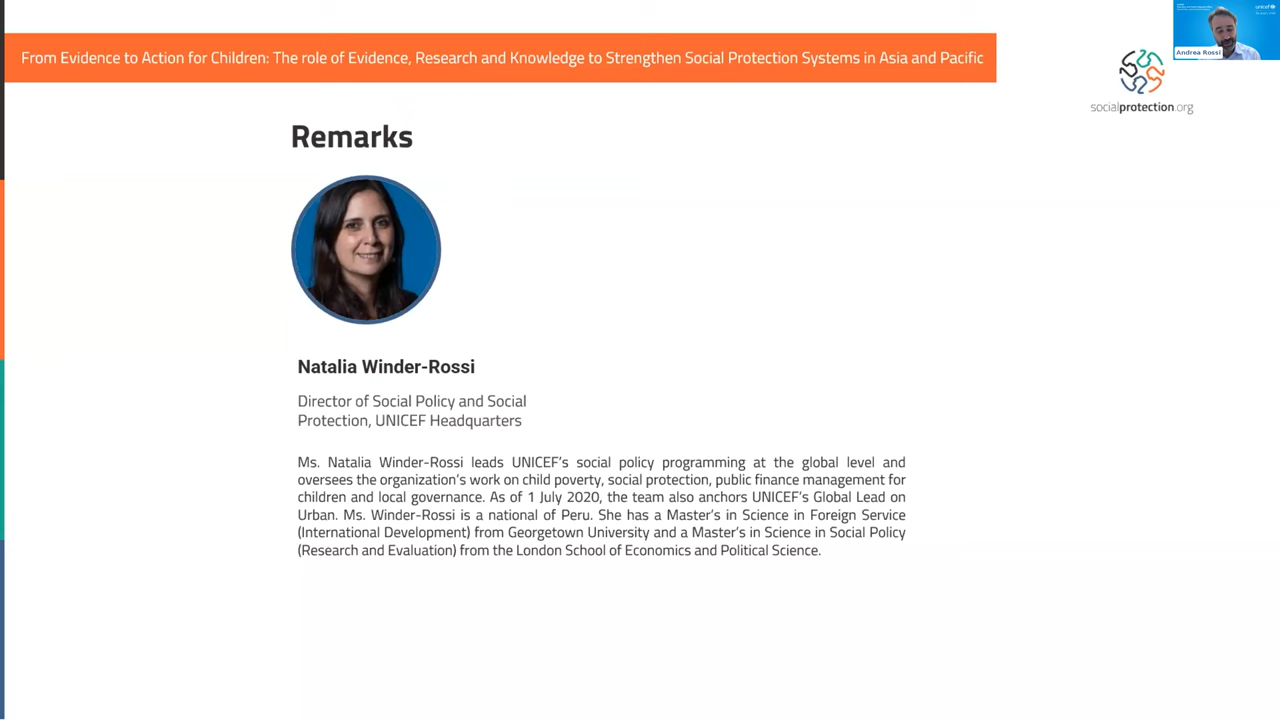 From Evidence to Action for Children: The role of Evidence, Research and Knowledge to Strengthen Social Protection Systems in Asia and Pacific
unicef
Andrea Rossi
socialprotection.org
Remarks
Natalia Winder-Rossi
Director of Social Policy and Social
Protection, UNICEF Headquarters
Ms. Natalia Winder-Rossi leads UNICEF's social policy programming at the global level and
oversees the organization's work on child poverty, social protection, public finance management for
children and local governance. As of 1 July 2020, the team also anchors UNICEF's Global Lead on
Urban. Ms. Winder-Rossi is a national of Peru. She has a Master's in Science in Foreign Service
(International Development) from Georgetown University and a Master's in Science in Social Policy
(Research and Evaluation) from the London School of Economics and Political Science.